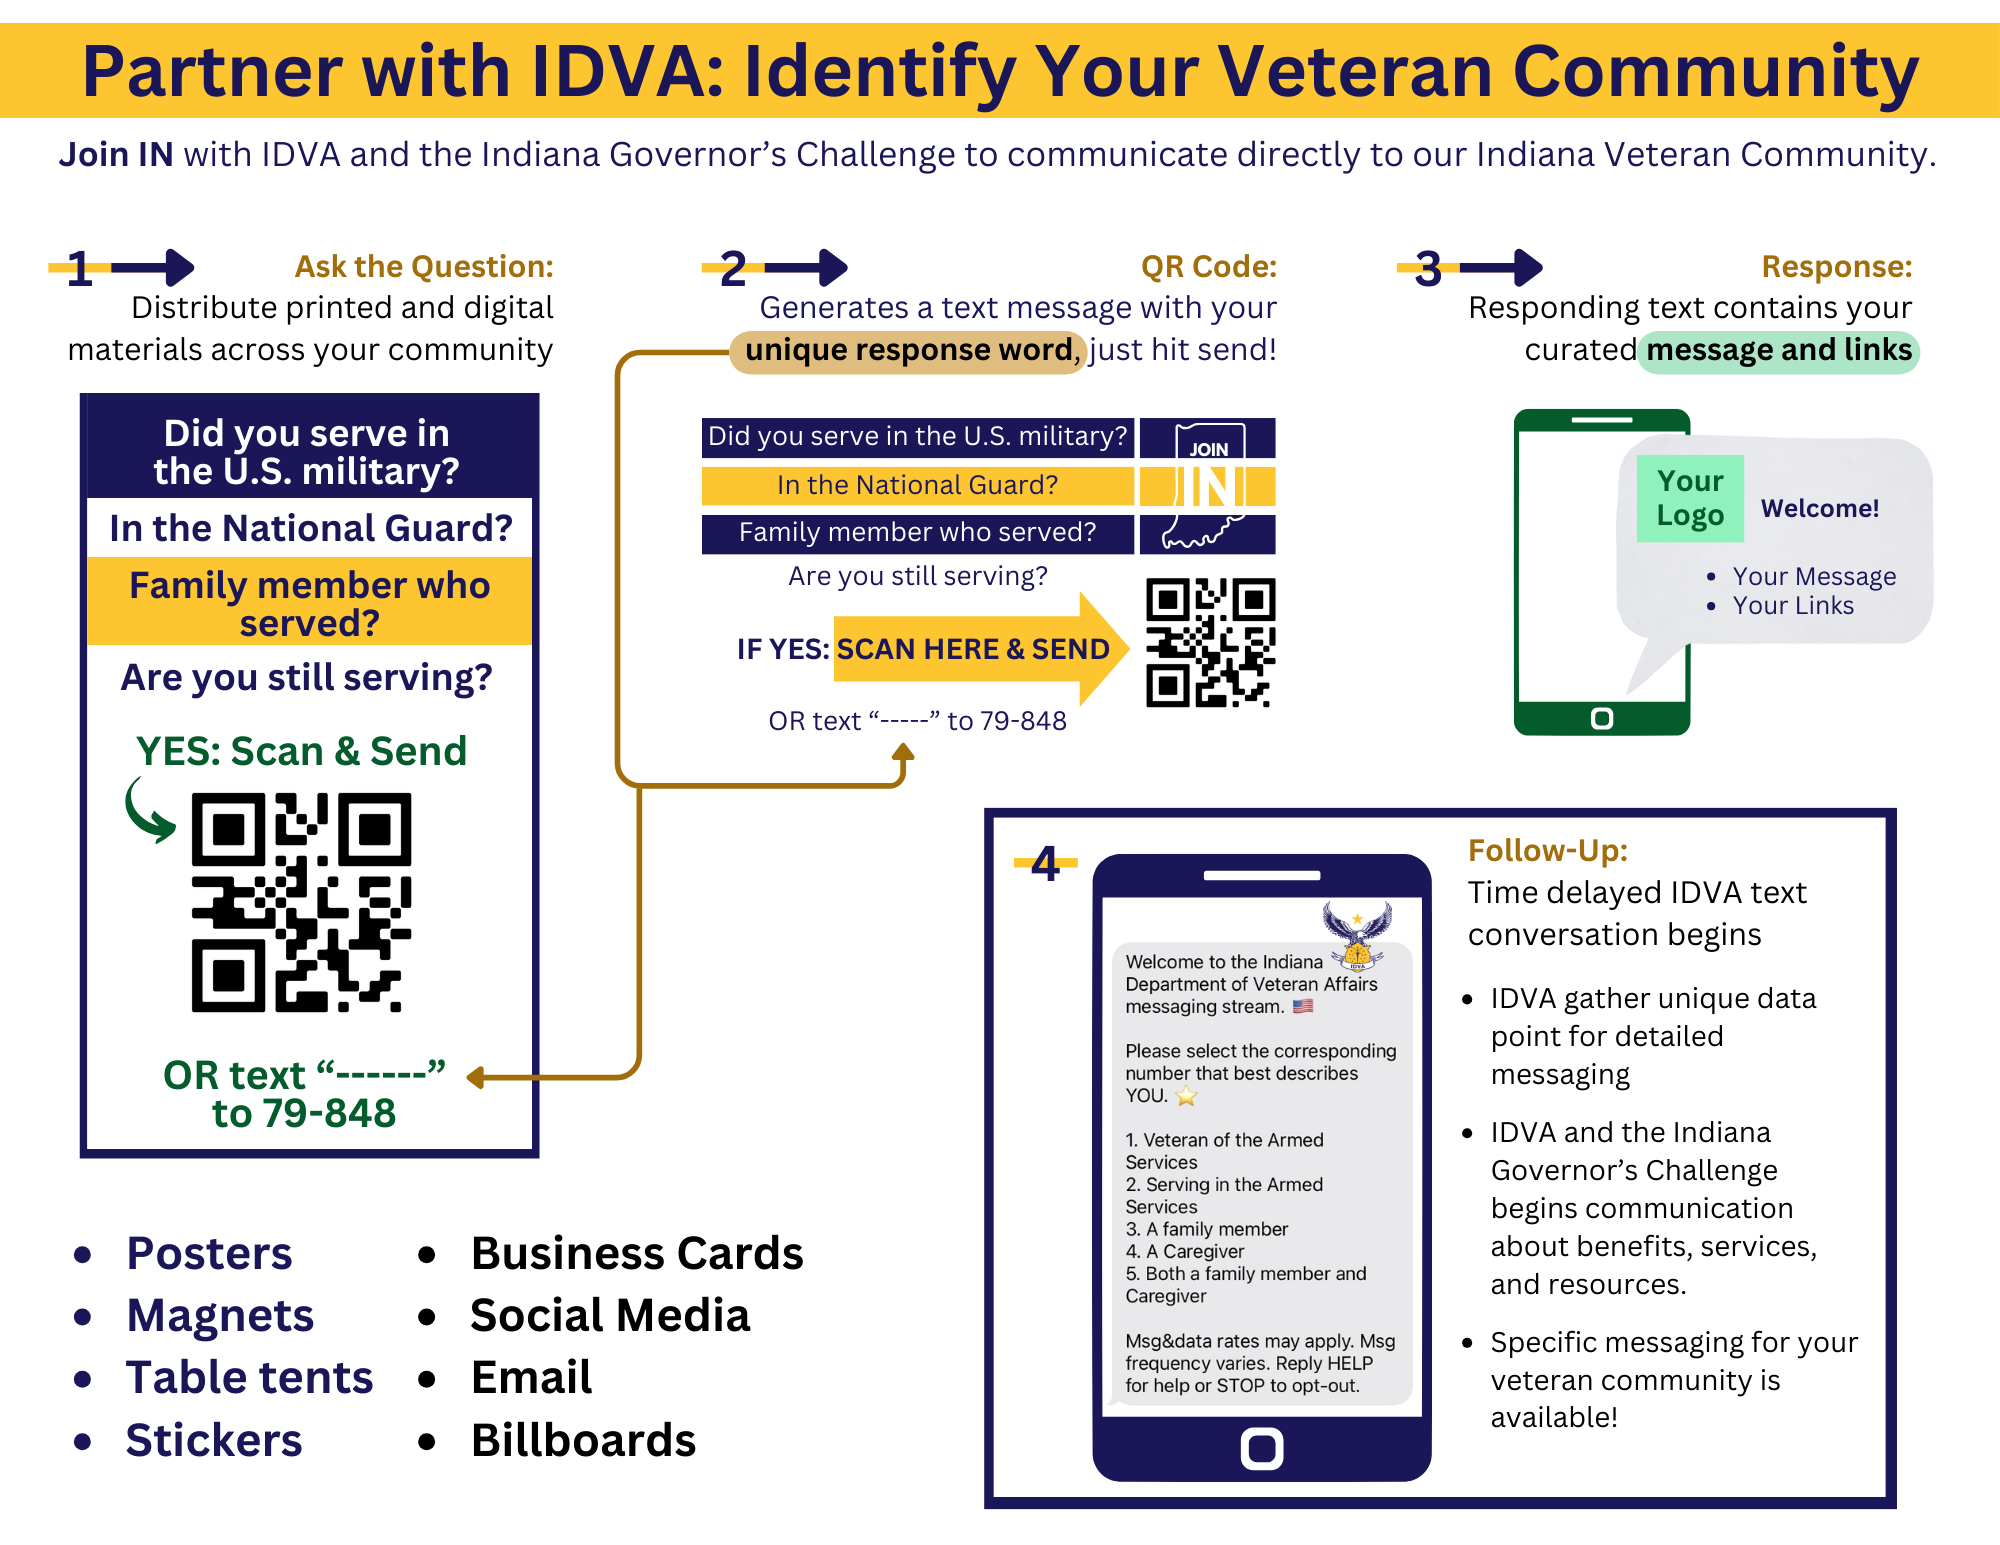 Partner with IDVA: Identify Your Veteran Community
Join IN with IDVA and the Indiana Governor's Challenge to communicate directly to our Indiana Veteran Community.
1
Ask the Question:
Distribute printed and digital
materials across your community
Did you serve in
the U.S. military?
In the National Guard?
Family member who
served?
Are you still serving?
YES: Scan & Send
OR text “------”
to 79-848
Posters
Magnets
Table tents
Stickers
Business Cards
Social Media
Email
Billboards
2
QR Code:
Generates a text message with your
unique response word, just hit send!
Did you serve in the U.S. military?
In the National Guard?
Family member who served?
JOIN
IN
Are you still serving?
IF YES: SCAN HERE & SEND
OR text “-----” to 79-848
3
Response:
Responding text contains your
curated message and links
Your
Logo
Welcome!
Your Message
Your Links
4
IDVA
Welcome to the Indiana
Department of Veteran Affairs
messaging stream.
Please select the corresponding
number that best describes
YOU.
1. Veteran of the Armed
Services
2. Serving in the Armed
Services
3. A family member
4. A Caregiver
5. Both a family member and
Caregiver
Msg&data rates may apply. Msg
frequency varies. Reply HELP
for help or STOP to opt-out.
Follow-Up:
Time delayed IDVA text
conversation begins
IDVA gather unique data
point for detailed
messaging
IDVA and the Indiana
Governor's Challenge
begins communication
about benefits, services,
and resources.
Specific messaging for your
veteran community is
available!